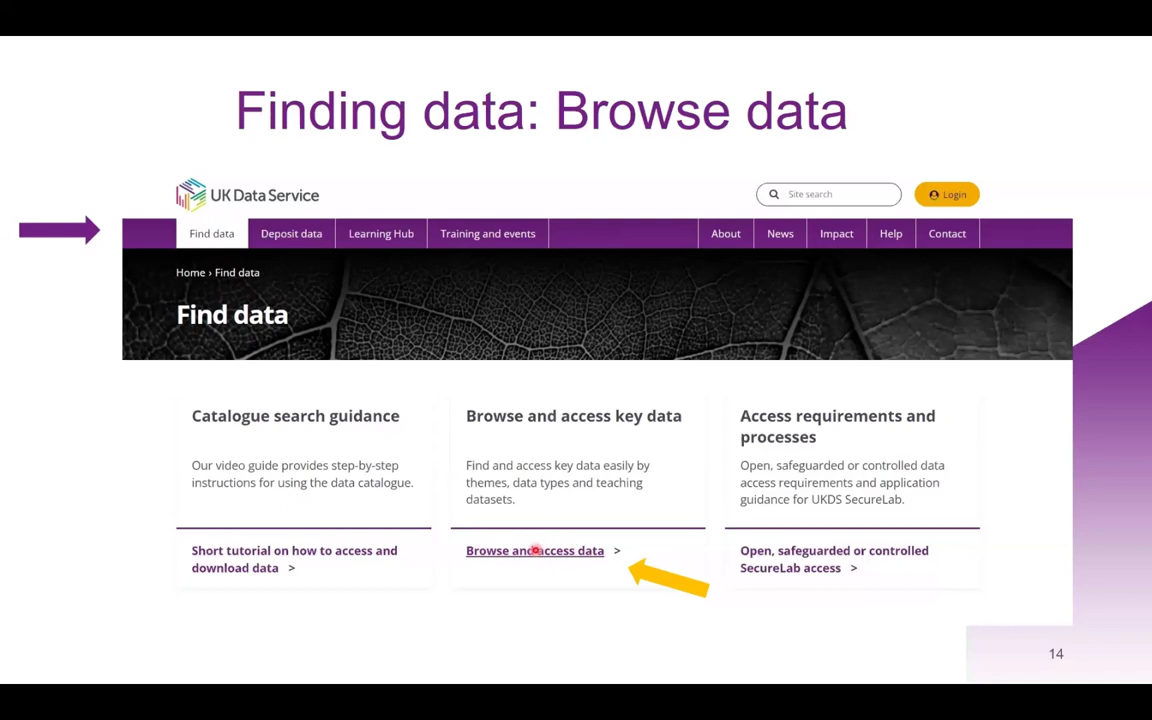 Finding data: Browse data
UK Data Service
Site search
Login
Find data
Deposit data
Learning Hub
Training and events
About
News
Impact
Help
Contact
Home › Find data
Find data
Catalogue search guidance
Our video guide provides step-by-step
instructions for using the data catalogue.
Short tutorial on how to access and
download data >
Browse and access key data
Find and access key data easily by
themes, data types and teaching
datasets.
Browse and access data >
Access requirements and
processes
Open, safeguarded or controlled data
access requirements and application
guidance for UKDS SecureLab.
Open, safeguarded or controlled
SecureLab access >
14